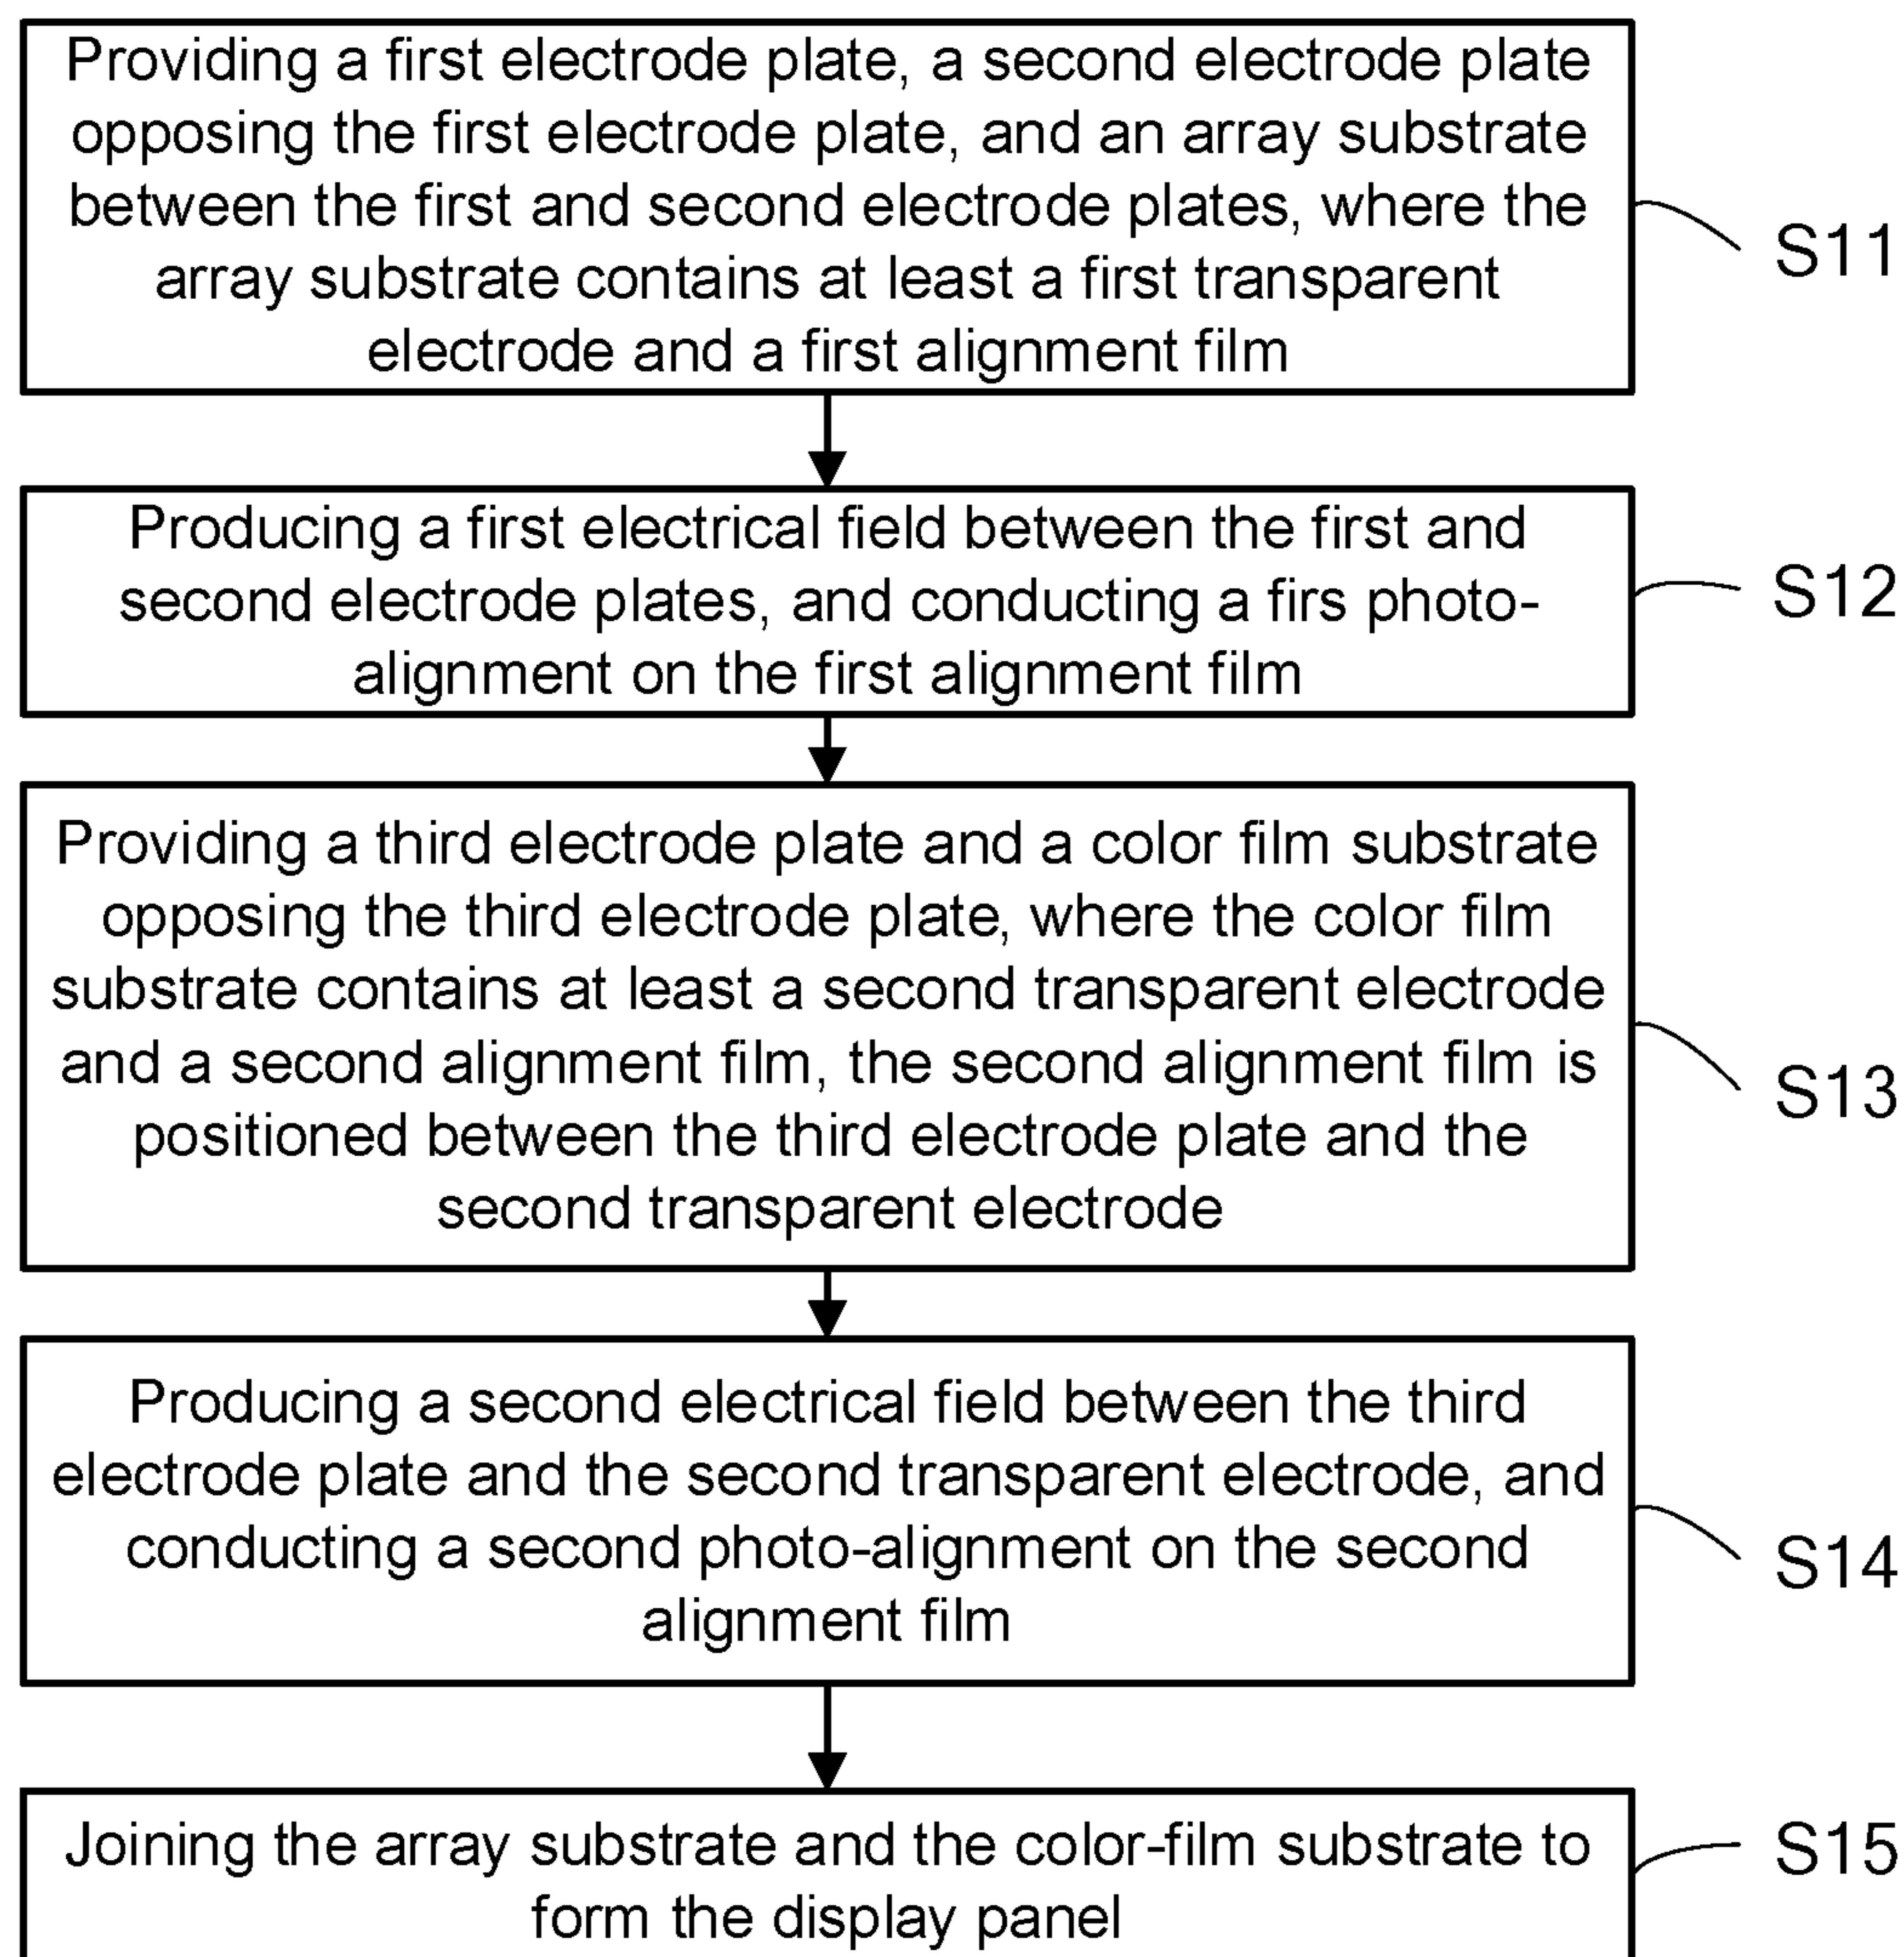 Providing a first electrode plate, a second electrode plate
opposing the first electrode plate, and an array substrate
between the first and second electrode plates, where the
array substrate contains at least a first transparent
electrode and a first alignment film
S11
Producing a first electrical field between the first and
second electrode plates, and conducting a firs photo-
alignment on the first alignment film
S12
Providing a third electrode plate and a color film substrate
opposing the third electrode plate, where the color film
substrate contains at least a second transparent electrode
and a second alignment film, the second alignment film is
positioned between the third electrode plate and the
second transparent electrode
S13
Producing a second electrical field between the third
electrode plate and the second transparent electrode, and
conducting a second photo-alignment on the second
alignment film
S14
Joining the array substrate and the color-film substrate to
form the display panel
S15